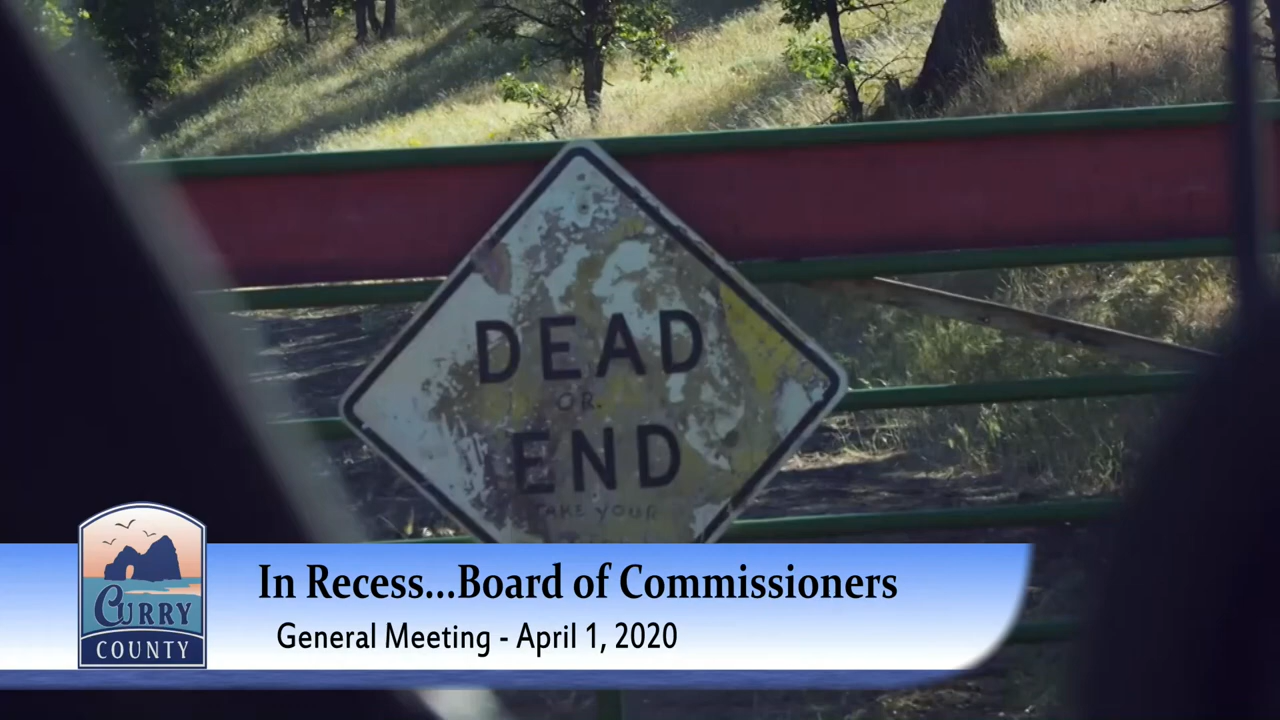 DEAD
OR.
END
TAKE YOUR
In Recess...Board of Commissioners
General Meeting - April 1, 2020
CURRY
COUNTY